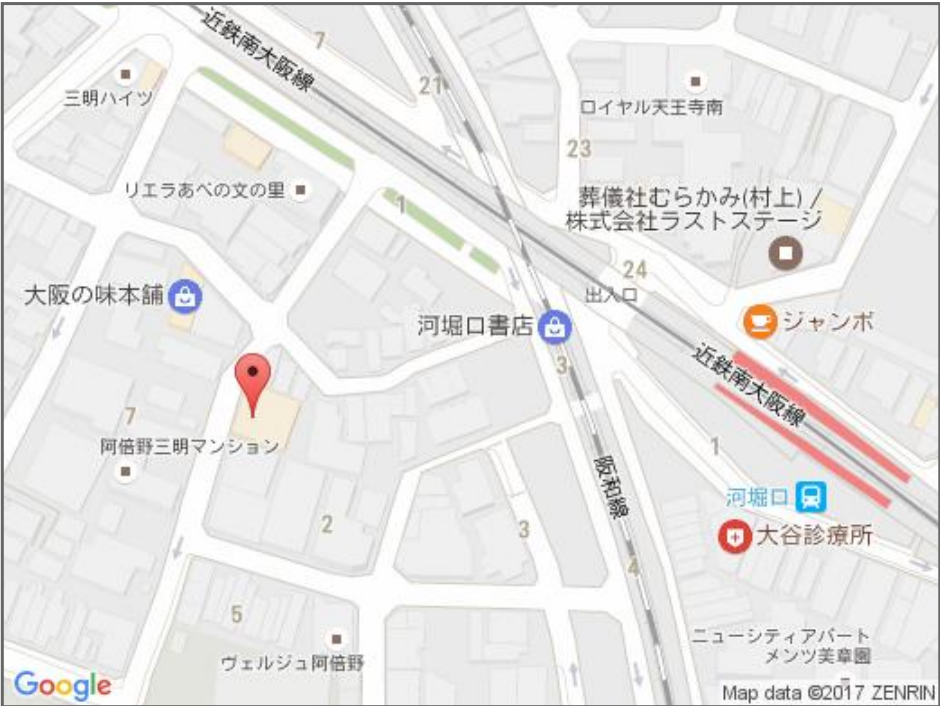 近鉄南大阪線
7
三明ハイツ
21
ロイヤル天王寺南
23
リエラあべの文の里
1
葬儀社むらかみ(村上) /
株式会社ラストステージ
24
出入口
大阪の味本舗
河堀口書店
ジャンボ
3
近鉄南大阪線
7
阿倍野三明マンション
1
阪和線
河堀口
2
3
大谷診療所
4
5
ヴェルジュ阿倍野
ニューシティアパート
メンツ美章園
Google
Map data ©2017 ZENRIN